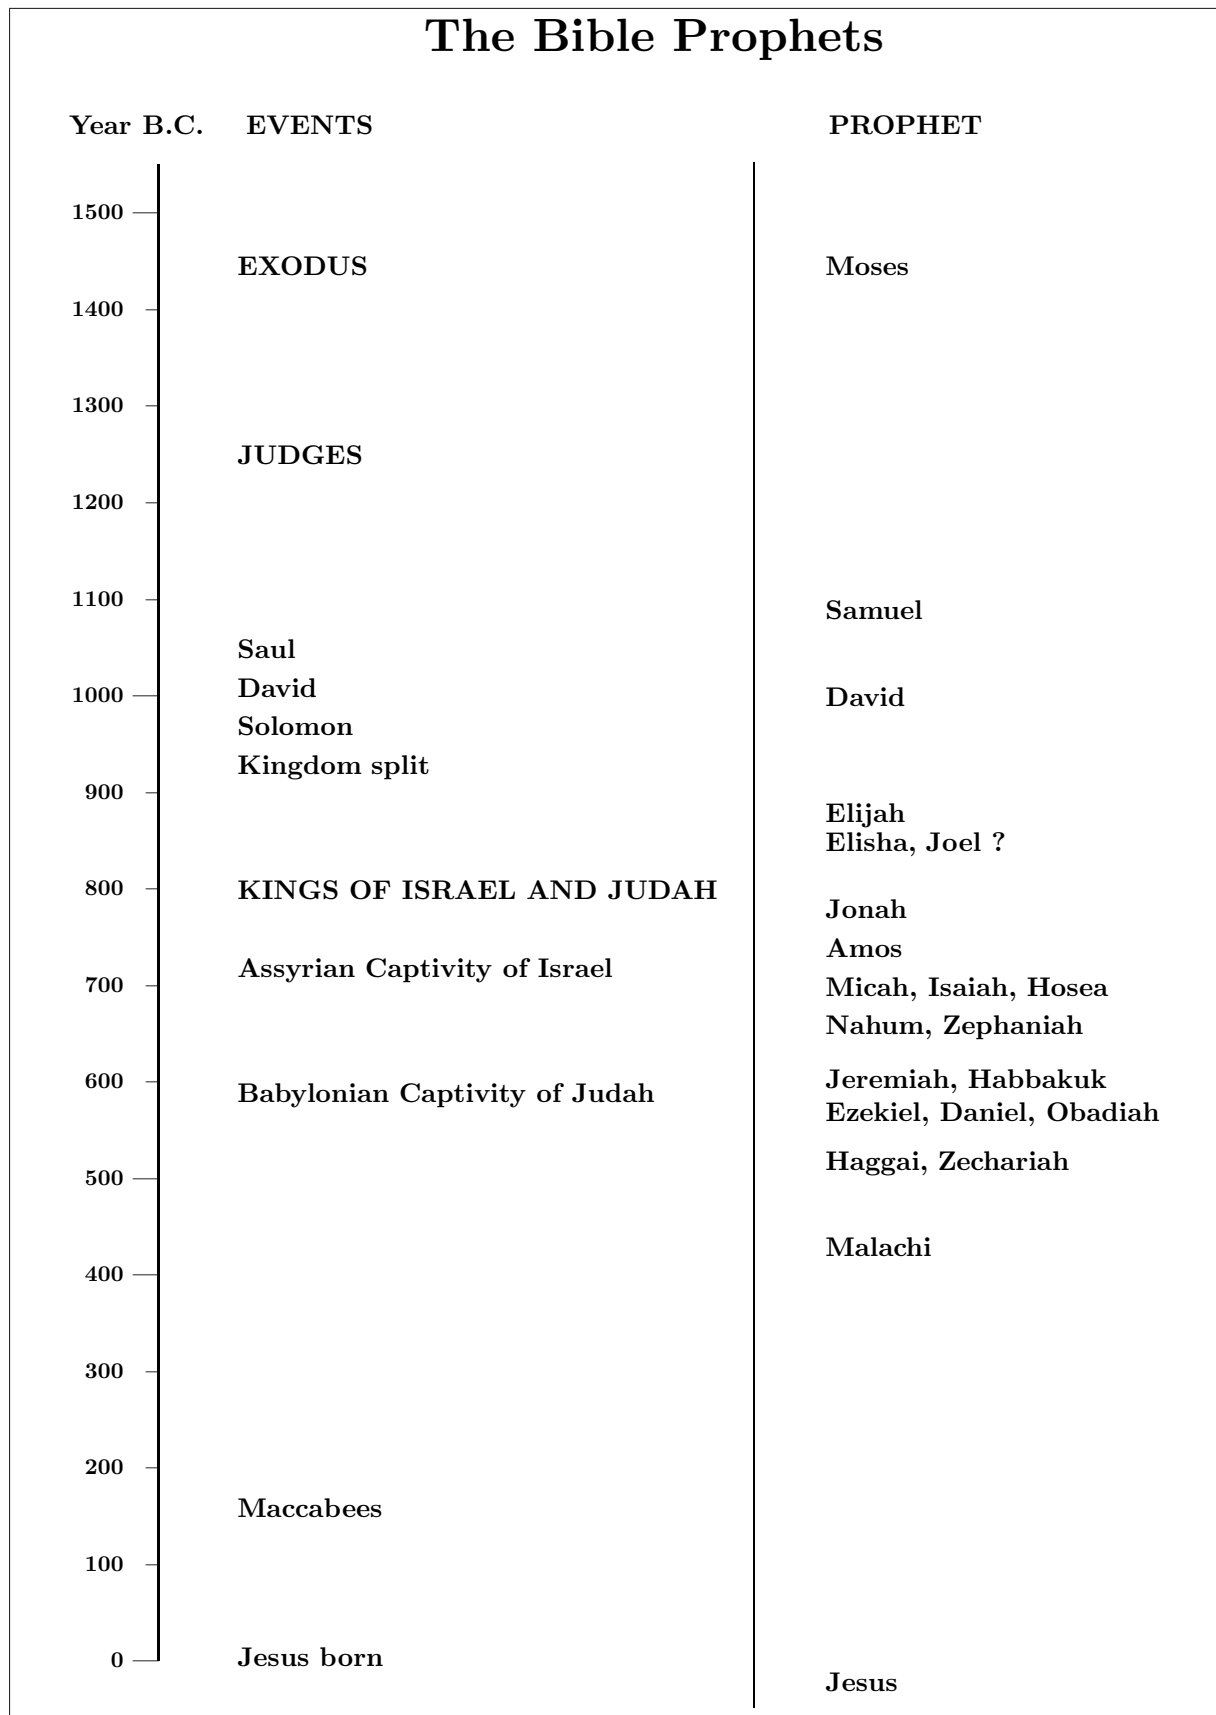 The Bible Prophets
Year B.C. EVENTS PROPHET
1500
EXODUS Moses
1400
1300
JUDGES
1200
1100
Samuel
Saul
David
1000 David
Solomon
Kingdom split
900
Elijah
Elisha, Joel ?
800 KINGS OF ISRAEL AND JUDAH
Jonah
Amos
Assyrian Captivity of Israel
700 Micah, Isaiah, Hosea
Nahum, Zephaniah
600 Jeremiah, Habbakuk
Babylonian Captivity of Judah
Ezekiel, Daniel, Obadiah
Haggai, Zechariah
500
Malachi
400
300
200
Maccabees
100
0 Jesus born
Jesus